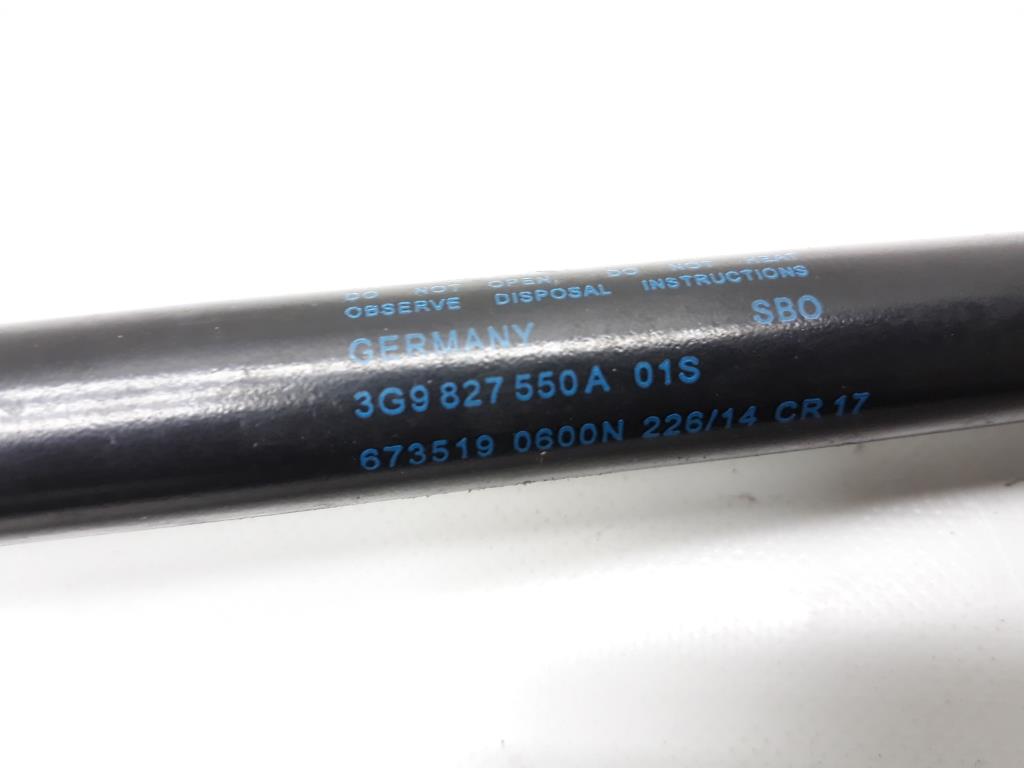 DO NOT OPEN, DO NOT HEAT
OBSERVE DISPOSAL INSTRUCTIONS
GERMANY SBO
3G9 827 550 A 01S
673519 0600N 226/14 CR 17